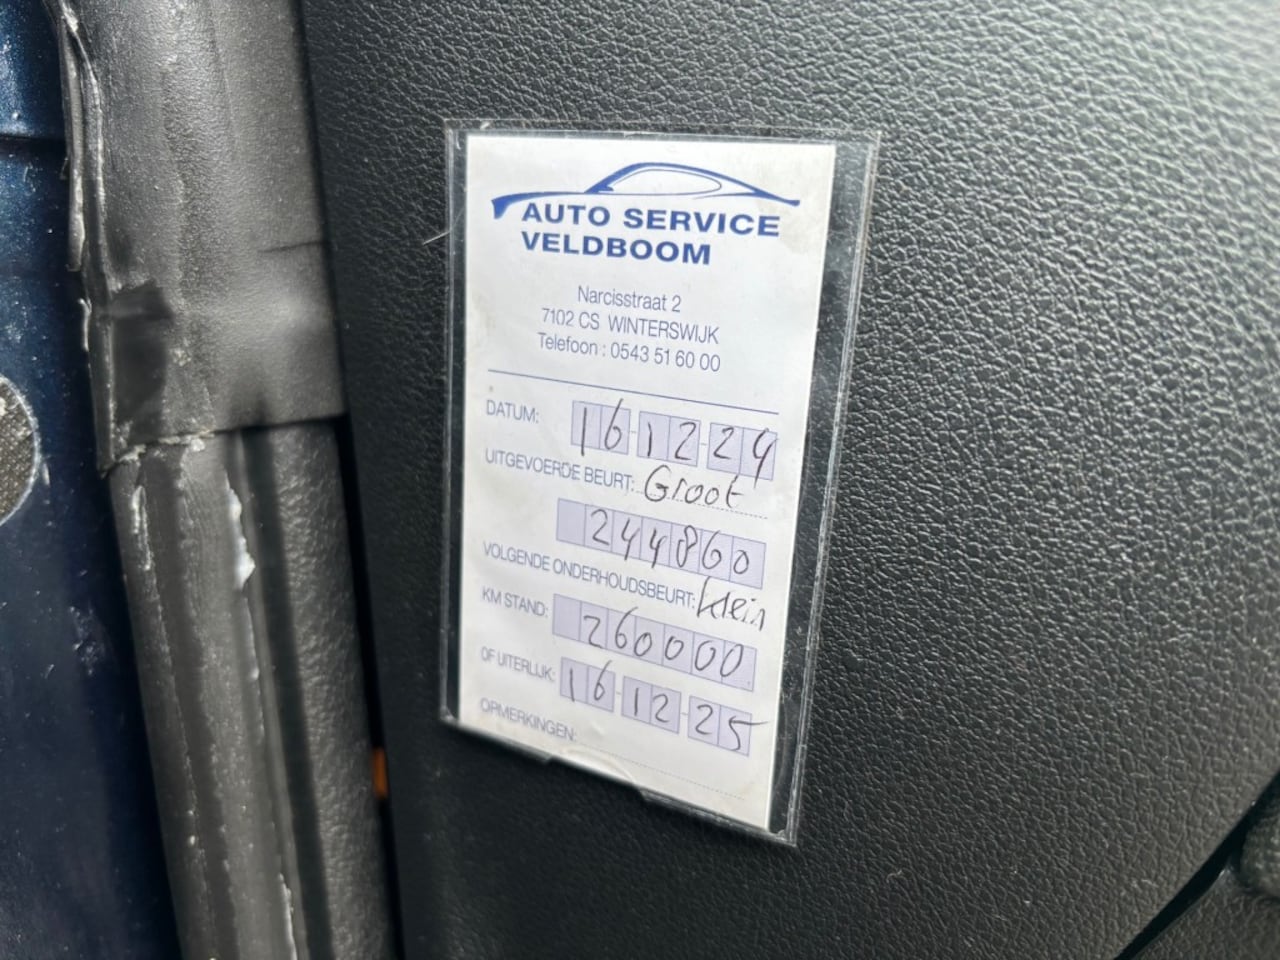 AUTO SERVICE
VELDBOOM
Narcisstraat 2
7102 CS WINTERSWIJK
Telefoon : 0543 51 60 00
DATUM: 16-12-24
UITGEVOERDE BEURT: Groot
244860
VOLGENDE ONDERHOUDSBEURT: klein
KM STAND: 260000
OF UITERLIJK: 16-12-25
OPMERKINGEN: